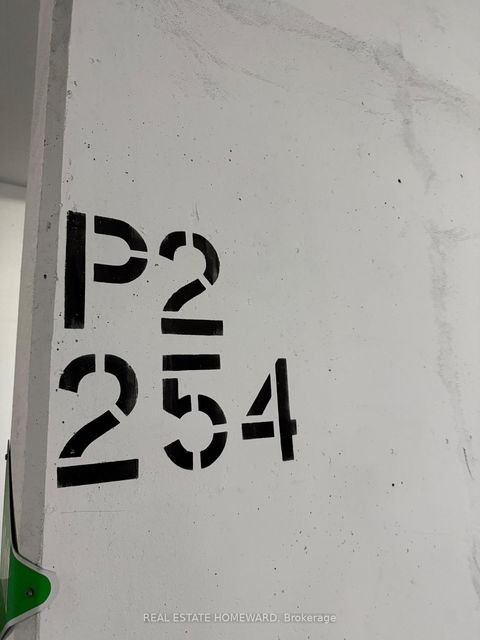 P2
254
REAL ESTATE HOMEWARD, Brokerage